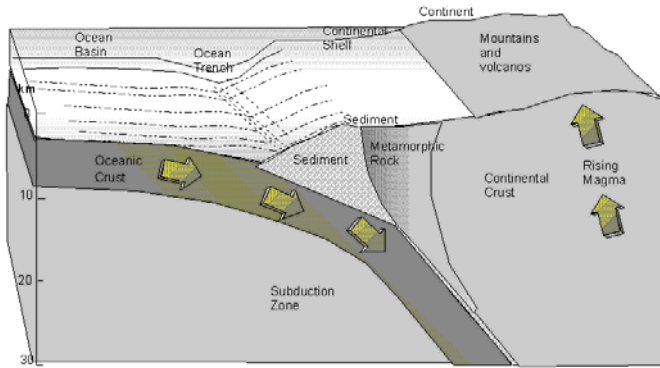 Continent
Ocean
Basin
Ocean
Trench
Continental
Shelf
Mountains
and
volcanos
km
0
Sediment
Oceanic
Crust
Sediment
Metamorphic
Rock
Continental
Crust
Rising
Magma
10
20
Subduction
Zone
30